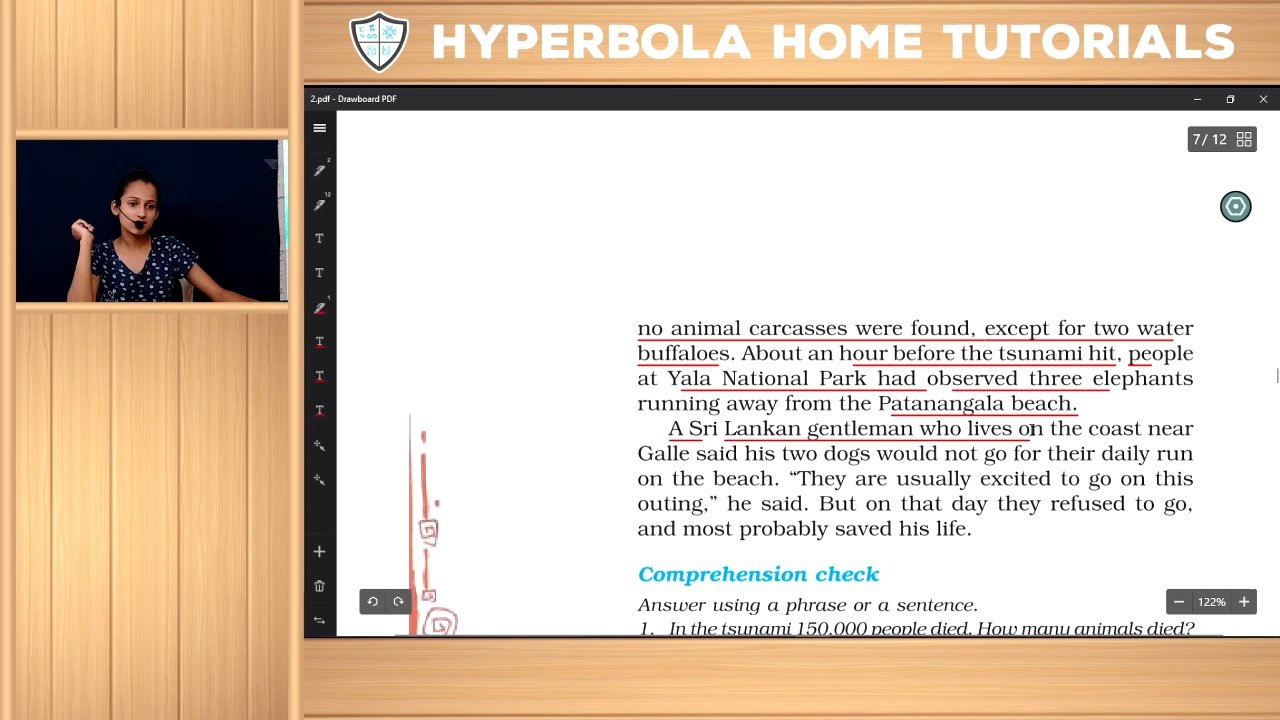 HYPERBOLA HOME TUTORIALS
2.pdf - Drawboard PDF
7/ 12
2
12
T
T
1
T
T
T
no animal carcasses were found, except for two water
buffaloes. About an hour before the tsunami hit, people
at Yala National Park had observed three elephants
running away from the Patanangala beach.
A Sri Lankan gentleman who lives on the coast near
Galle said his two dogs would not go for their daily run
on the beach. “They are usually excited to go on this
outing,” he said. But on that day they refused to go,
and most probably saved his life.
Comprehension check
Answer using a phrase or a sentence.
1. In the tsunami 150,000 people died. How many animals died?
122%